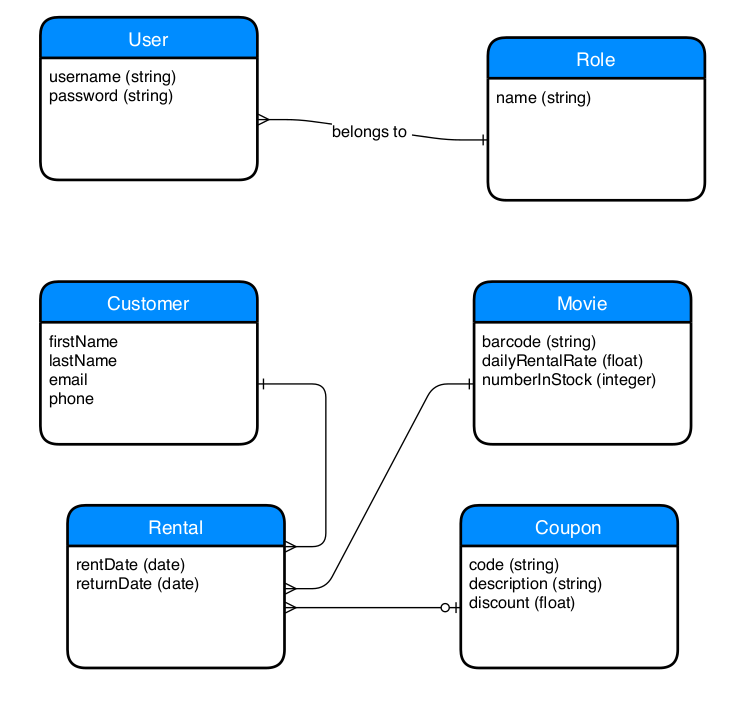 User
username (string)
password (string)
belongs to
Role
name (string)
Customer
firstName
lastName
email
phone
Movie
barcode (string)
dailyRentalRate (float)
numberInStock (integer)
Rental
rentDate (date)
returnDate (date)
Coupon
code (string)
description (string)
discount (float)